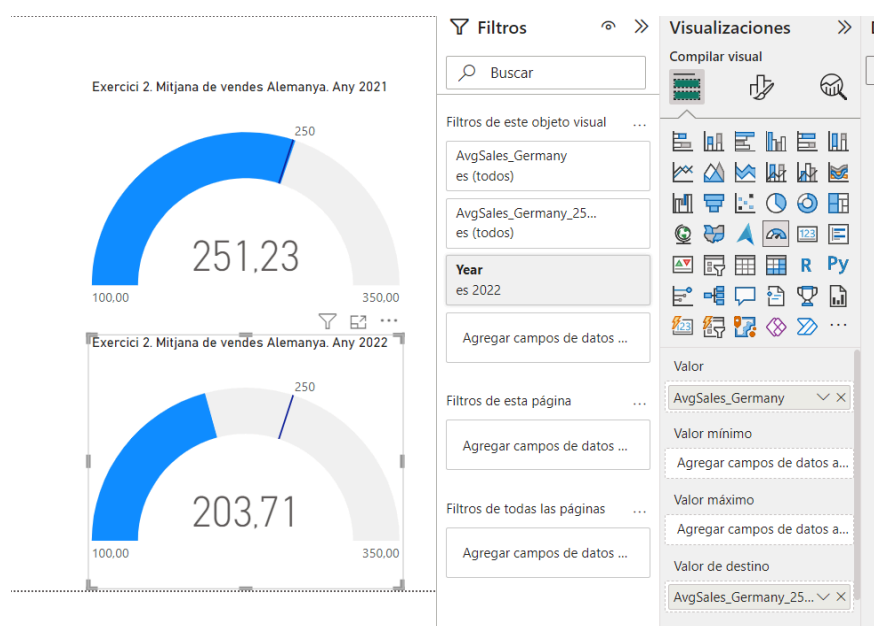 Exercici 2. Mitjana de vendes Alemanya. Any 2021
250
251,23
100,00
350,00
Exercici 2. Mitjana de vendes Alemanya. Any 2022
250
203,71
100,00
350,00
Filtros
Buscar
Filtros de este objeto visual ...
AvgSales_Germany
es (todos)
AvgSales_Germany_25...
es (todos)
Year
es 2022
Agregar campos de datos ...
Filtros de esta página ...
Agregar campos de datos ...
Filtros de todas las páginas ...
Agregar campos de datos ...
Visualizaciones
Compilar visual
123
R Py
123
...
Valor
AvgSales_Germany
Valor mínimo
Agregar campos de datos a...
Valor máximo
Agregar campos de datos a...
Valor de destino
AvgSales_Germany_25...